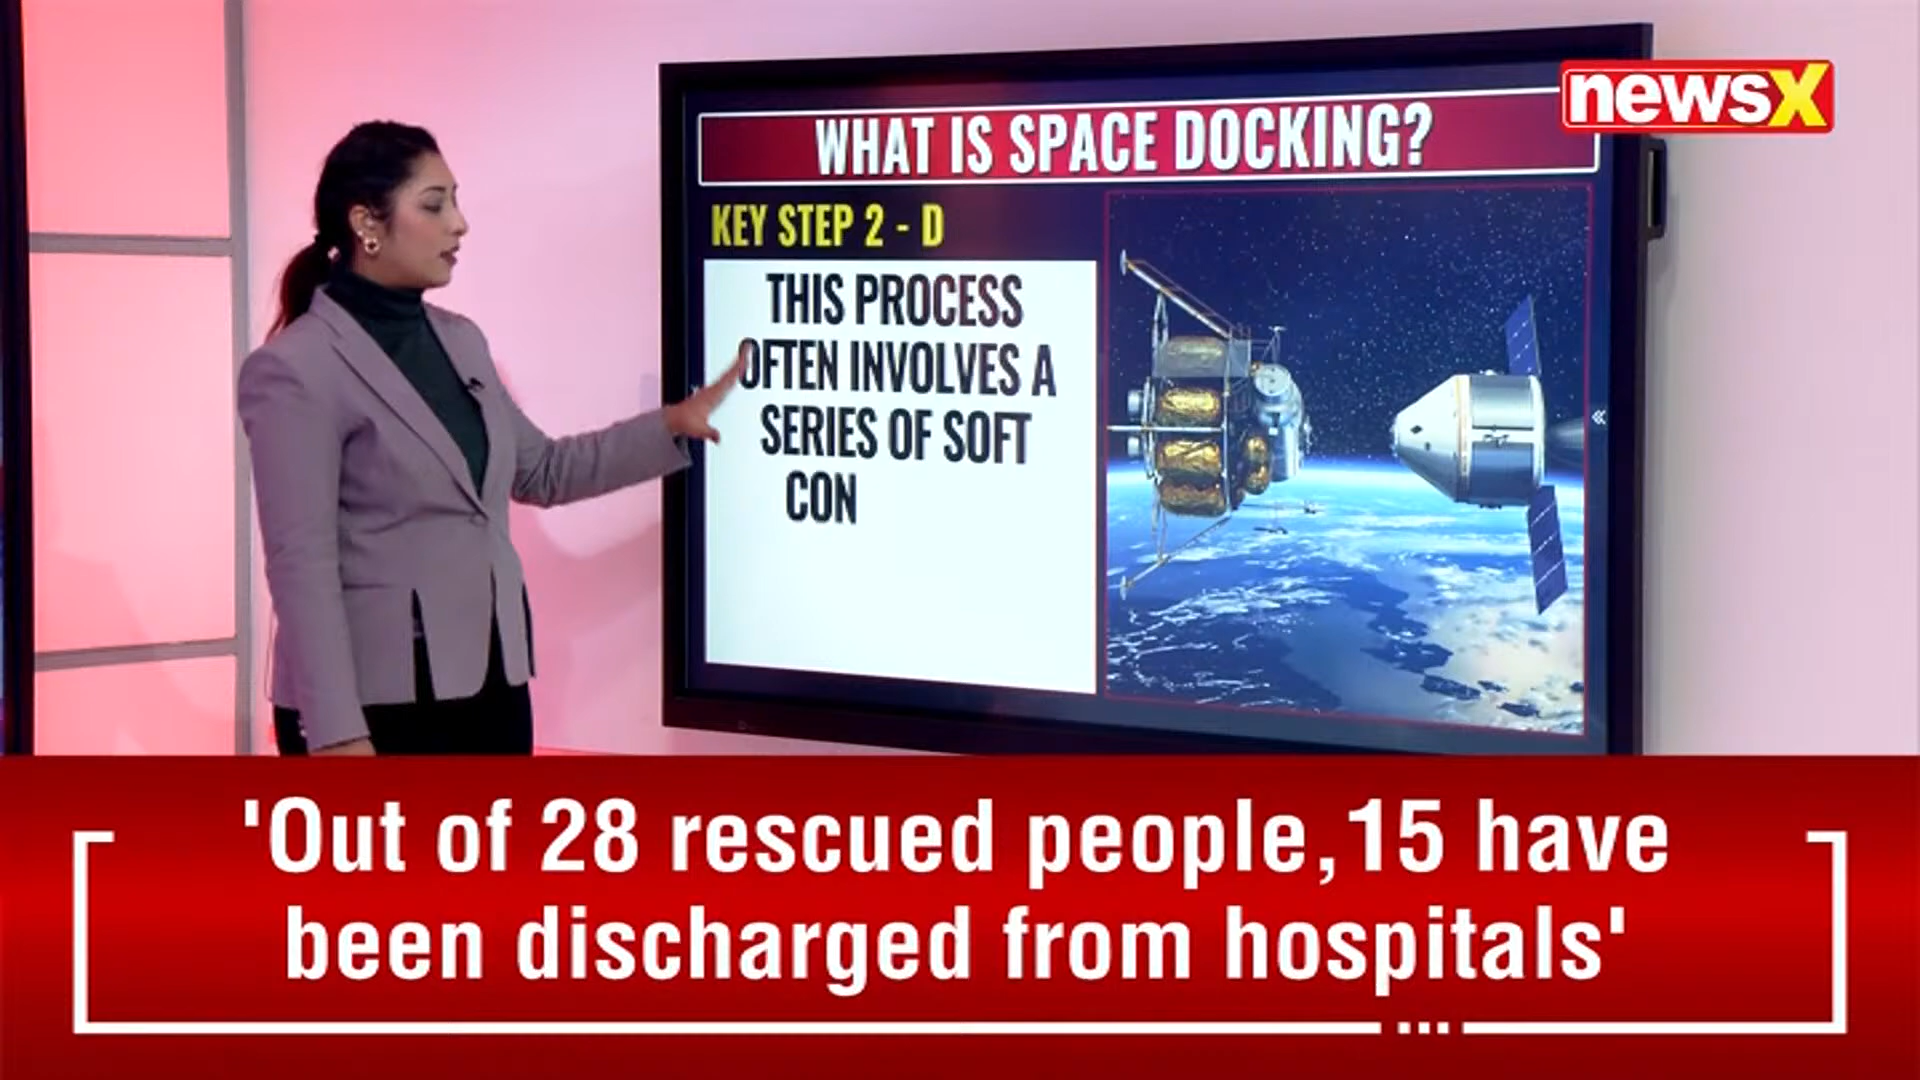 newsX
WHAT IS SPACE DOCKING?
KEY STEP 2 - D
THIS PROCESS
OFTEN INVOLVES A
SERIES OF SOFT
CON
'Out of 28 rescued people,15 have
been discharged from hospitals'